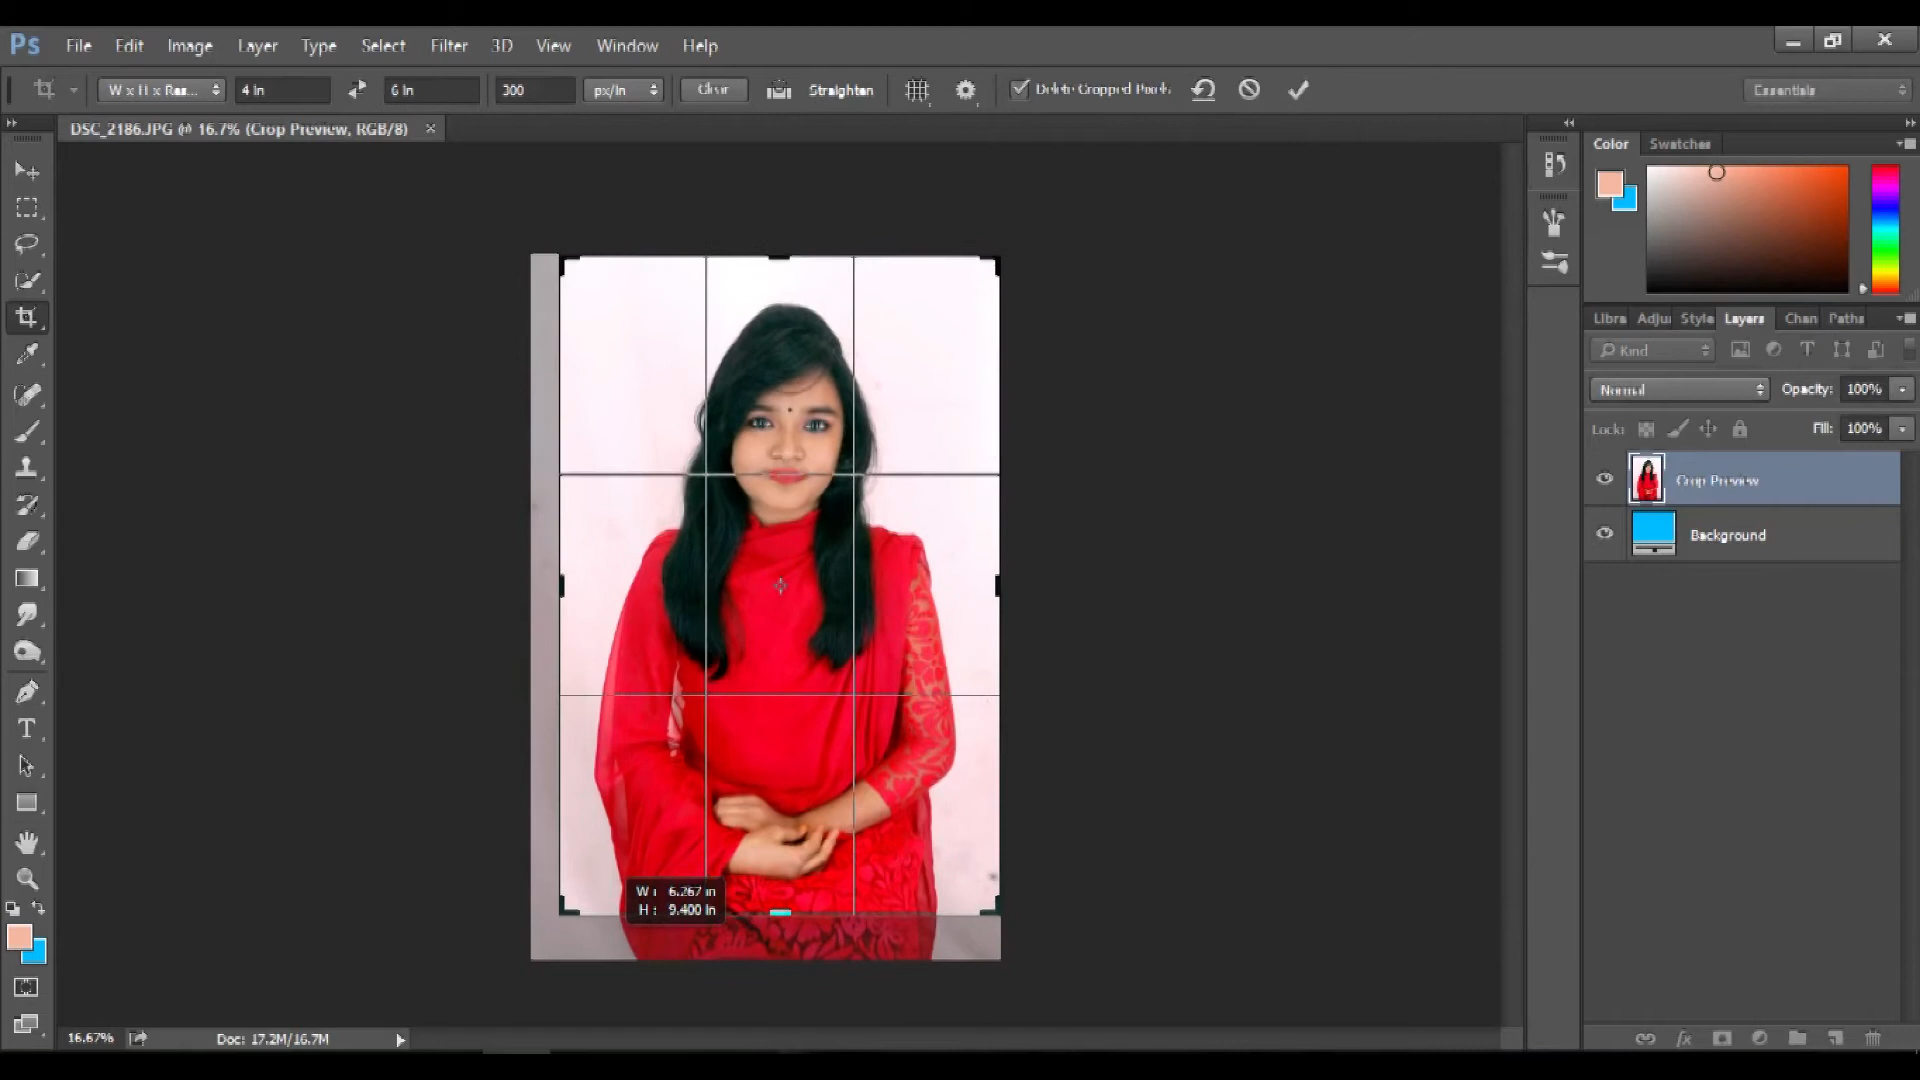 Ps File Edit Image Layer Type Select Filter 3D View Window Help
W x H x Res... 4 in 6 in 300 px/in Clear Straighten Delete Cropped Pixels Essentials
DSC_2186.JPG @ 16.7% (Crop Preview, RGB/8) ×
Color Swatches
Libra Adjus Style Layers Chan Paths
Kind
Normal Opacity: 100%
Lock: Fill: 100%
Crop Preview
Background
W : 6.267 in
H : 9.400 in
16.67% Doc: 17.2M/16.7M